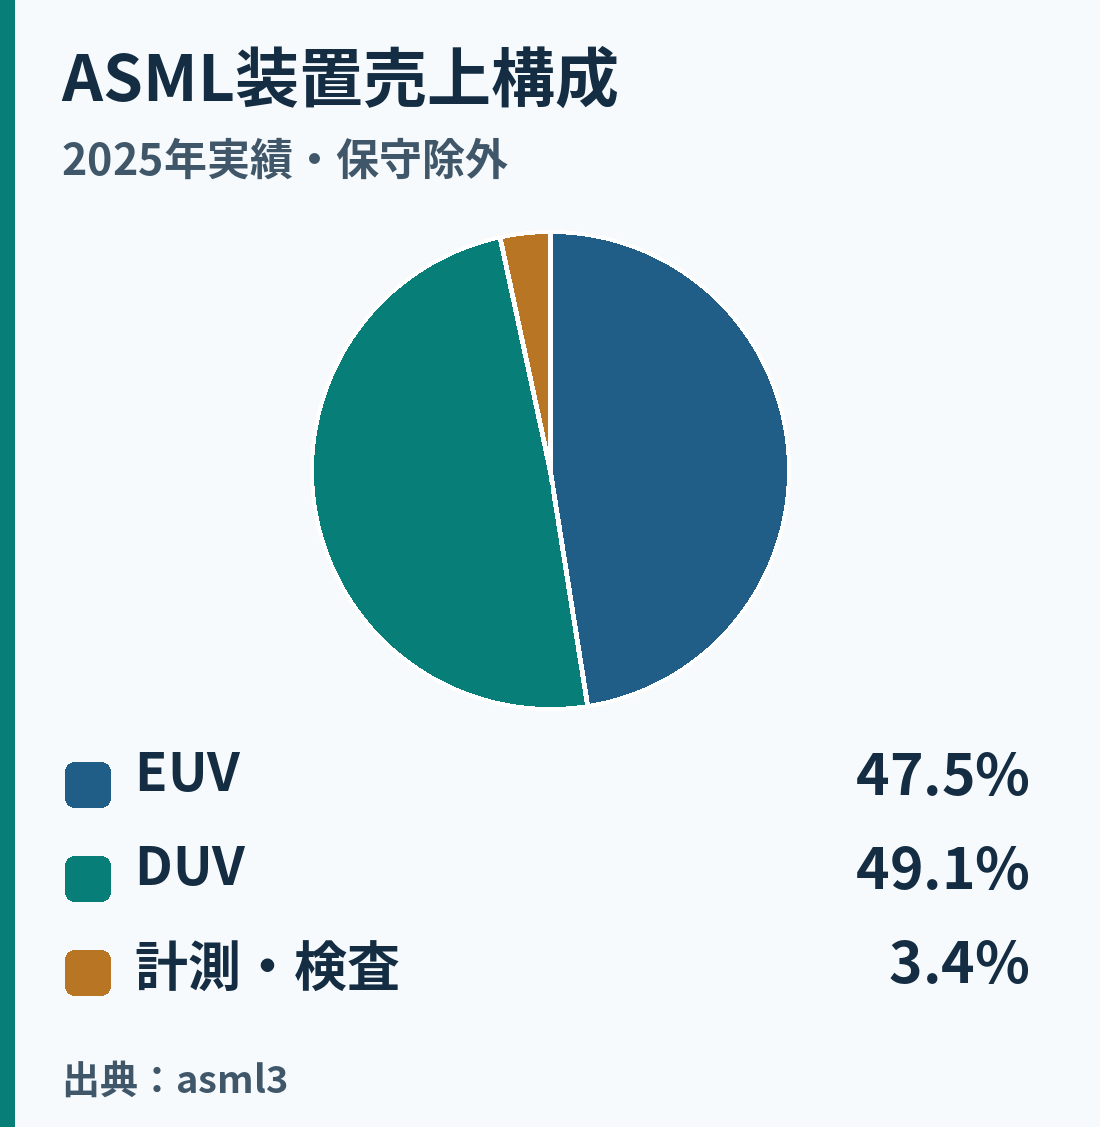 ASML装置売上構成
2025年実績・保守除外
EUV 47.5%
DUV 49.1%
計測・検査 3.4%
出典：asml3